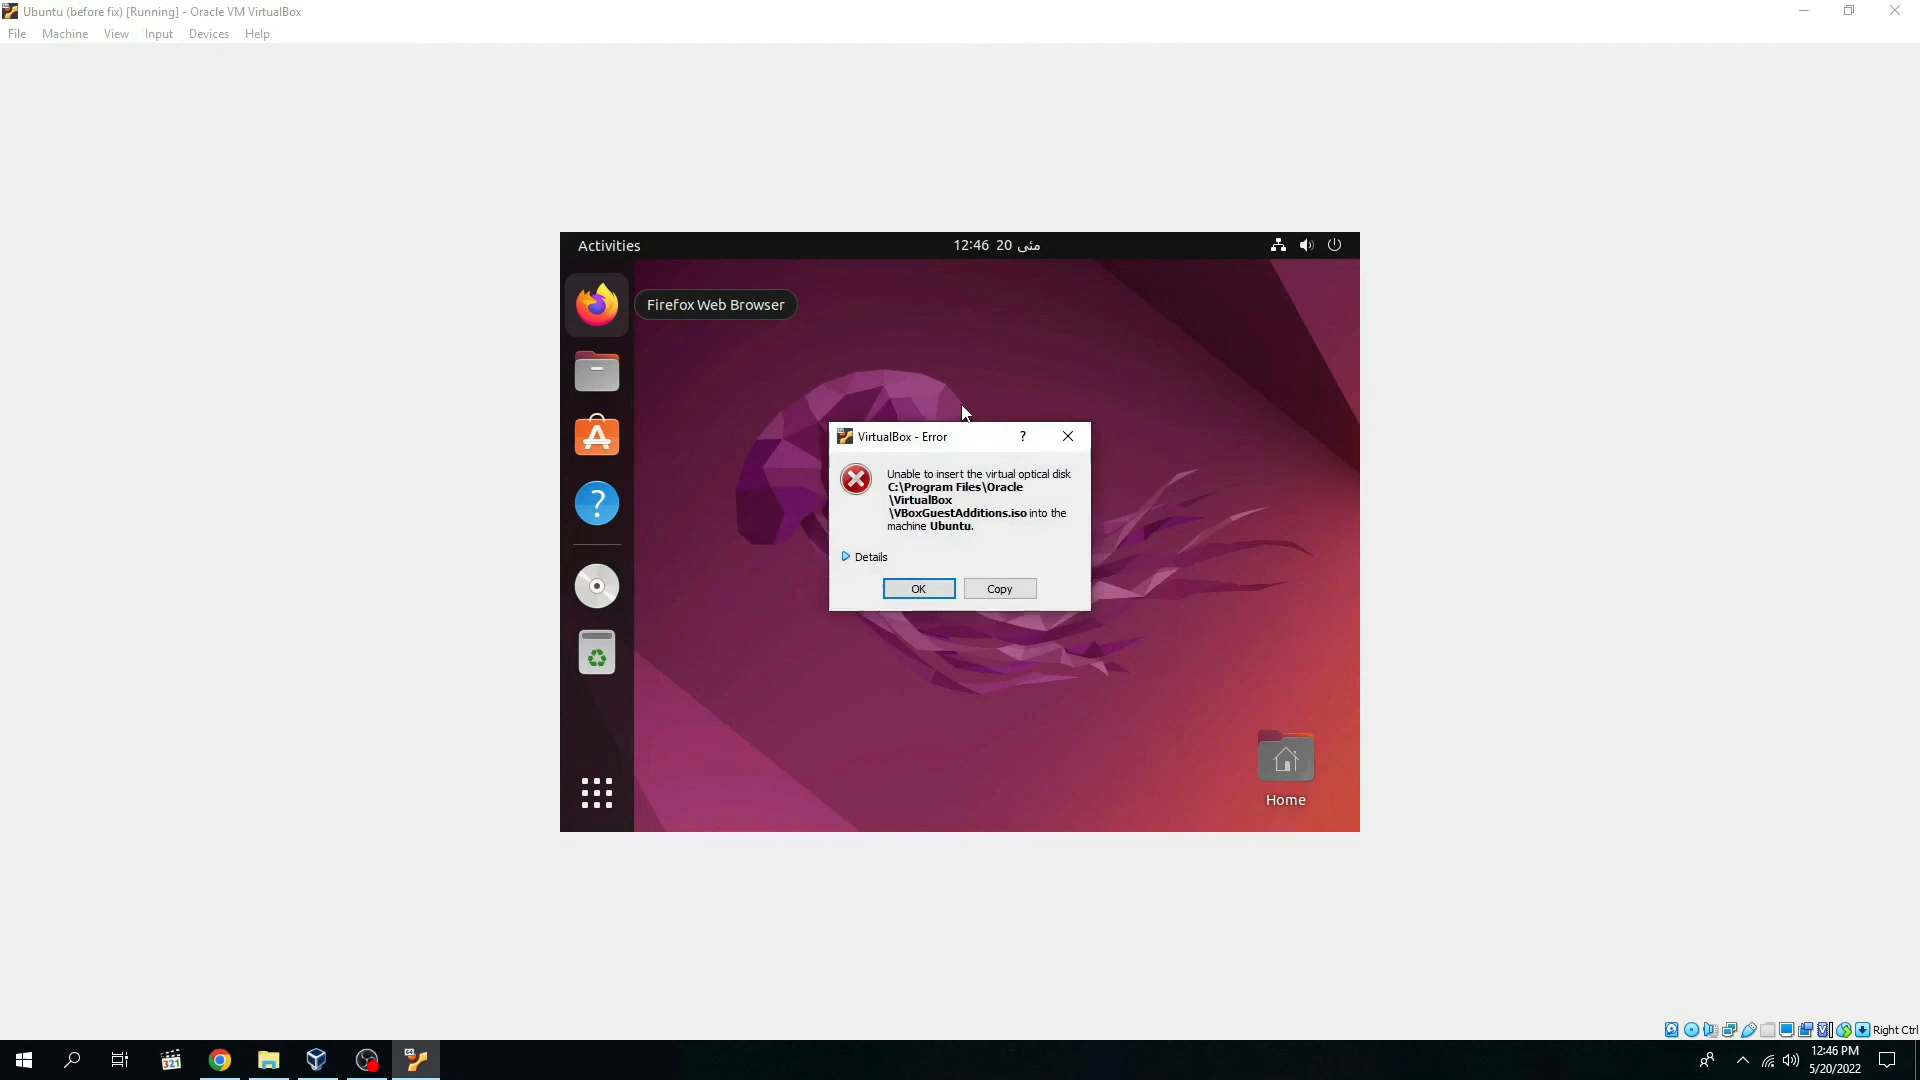 Ubuntu (before fix) [Running] - Oracle VM VirtualBox
File Machine View Input Devices Help
Activities
12:46 20 مئی
Firefox Web Browser
VirtualBox - Error
?
Unable to insert the virtual optical disk
C:\Program Files\Oracle
\VirtualBox
\VBoxGuestAdditions.iso into the
machine Ubuntu.
Details
OK
Copy
Home
Right Ctrl
321
12:46 PM
5/20/2022